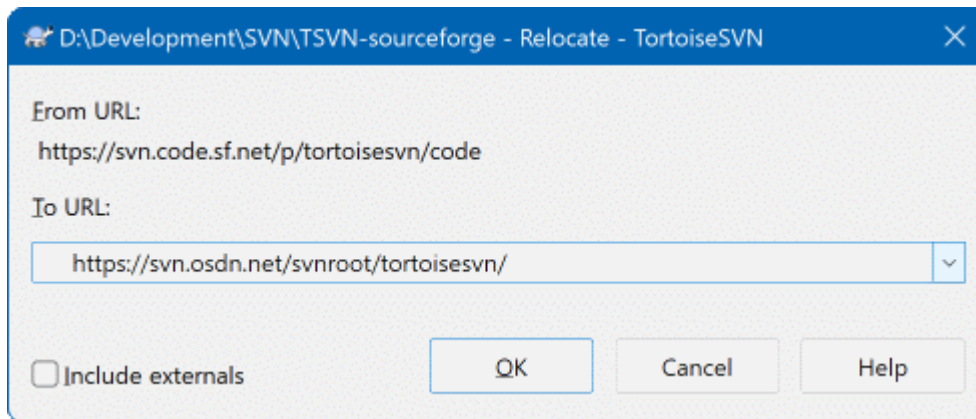 D:\Development\SVN\TSVN-sourceforge - Relocate - TortoiseSVN
From URL:
https://svn.code.sf.net/p/tortoisesvn/code
To URL:
https://svn.osdn.net/svnroot/tortoisesvn/
Include externals
OK
Cancel
Help